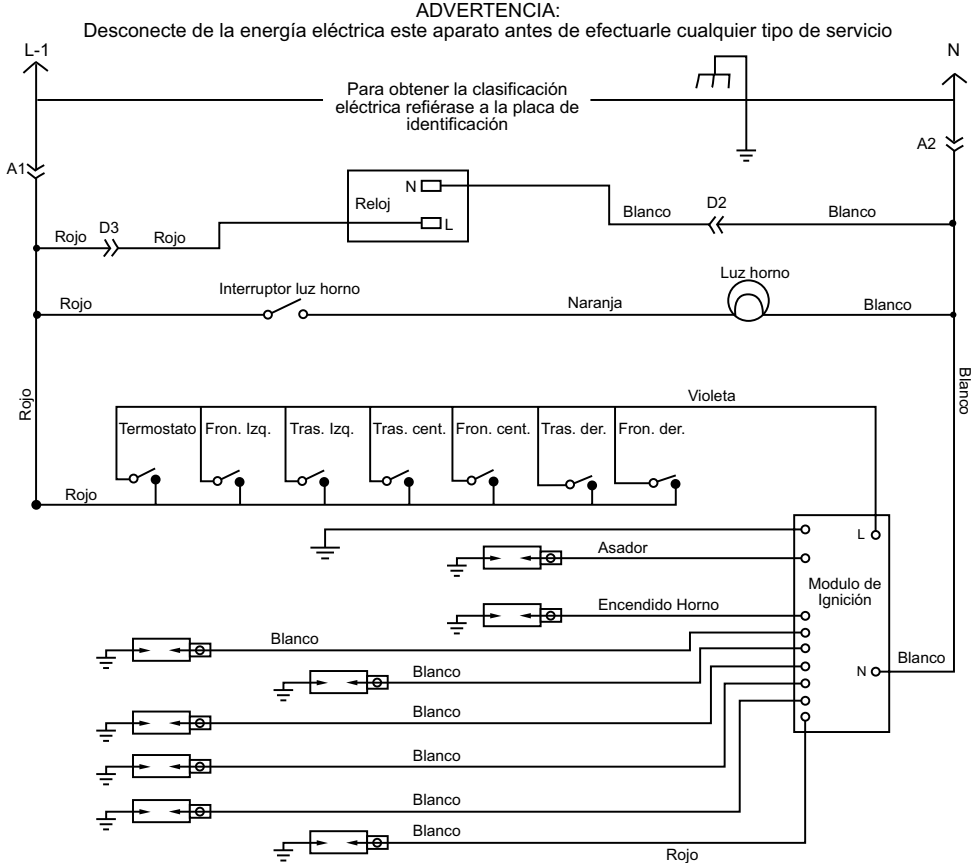 ADVERTENCIA:
Desconecte de la energía eléctrica este aparato antes de efectuarle cualquier tipo de servicio
L-1
N
Para obtener la clasificación
eléctrica refiérase a la placa de
identificación
A1
A2
N
Reloj
L
Rojo
D3
Rojo
Blanco
D2
Blanco
Luz horno
Interruptor luz horno
Rojo
Naranja
Blanco
Rojo
Blanco
Violeta
Termostato
Fron. Izq.
Tras. Izq.
Tras. cent.
Fron. cent.
Tras. der.
Fron. der.
Rojo
L
Asador
Modulo de
Ignición
Encendido Horno
Blanco
N
Blanco
Blanco
Blanco
Blanco
Blanco
Blanco
Rojo